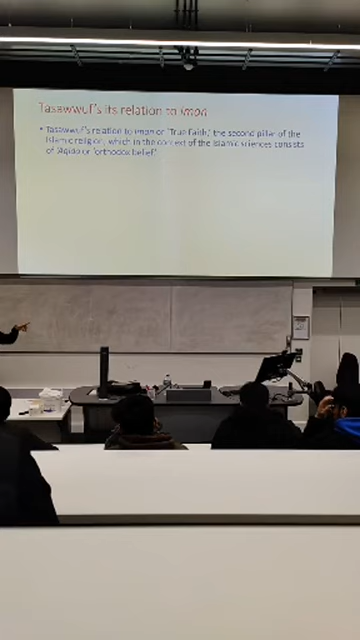 Tasawwuf's its relation to Iman
• Tasawwuf's relation to Iman or 'True Faith,' the second pillar of the
Islamic religion, which in the context of the Islamic sciences consists
of 'Aqida or 'orthodox belief'